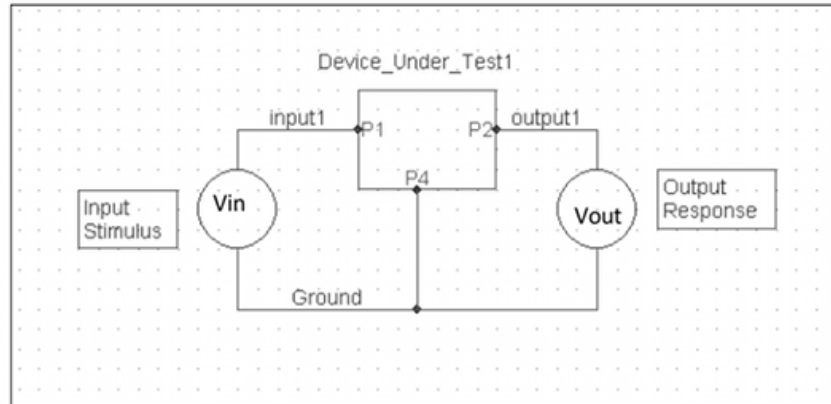 Device_Under_Test1
input1
P1
P2
output1
P4
Input
Stimulus
Vin
Vout
Output
Response
Ground